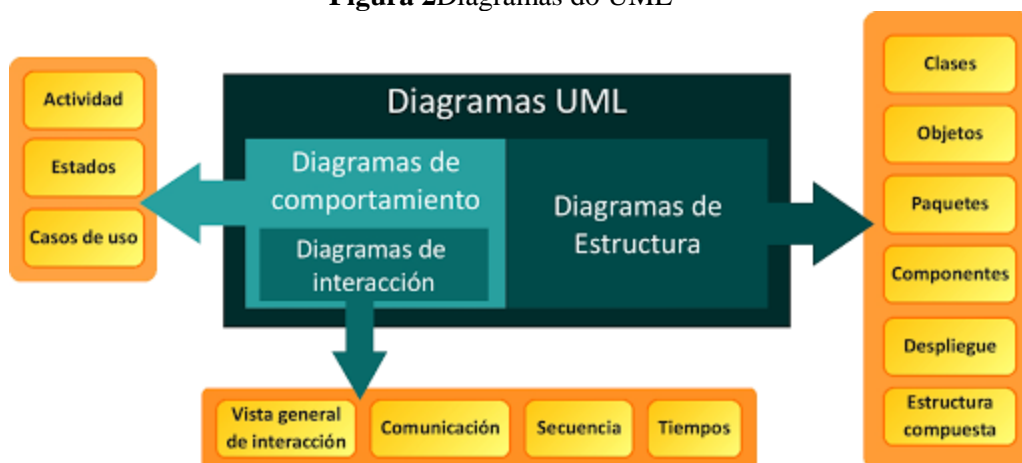 Figura 2Diagramas do UML
Actividad
Estados
Casos de uso
Diagramas UML
Diagramas de
comportamiento
Diagramas de
interacción
Diagramas de
Estructura
Clases
Objetos
Paquetes
Componentes
Despliegue
Estructura
compuesta
Vista general
de interacción
Comunicación
Secuencia
Tiempos